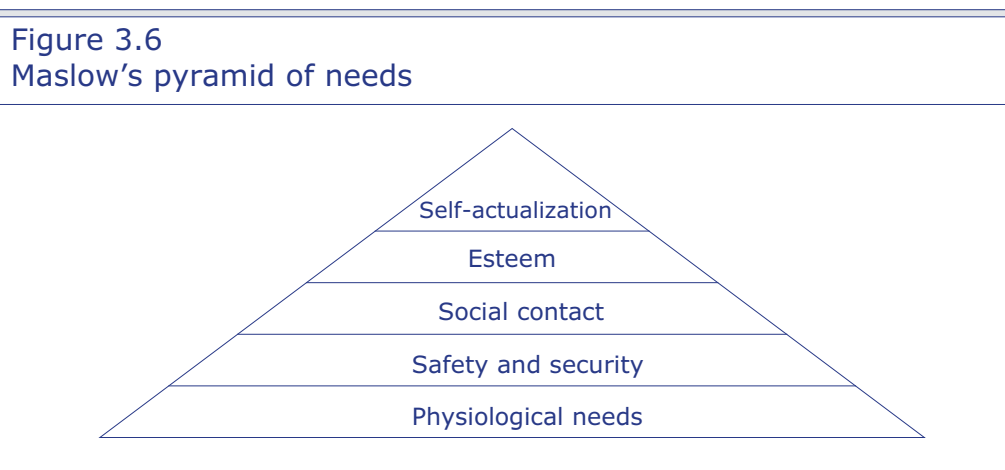 Figure 3.6
Maslow's pyramid of needs
Self-actualization
Esteem
Social contact
Safety and security
Physiological needs